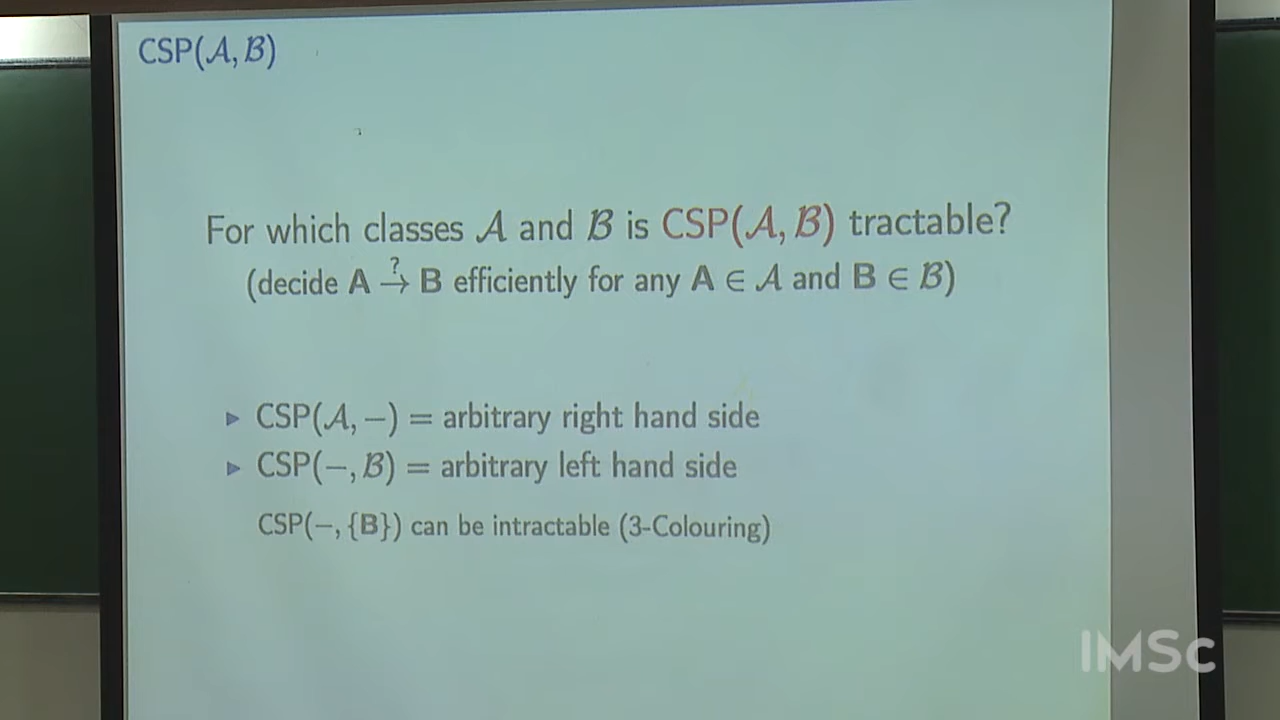 CSP(𝒜, ℬ)
For which classes 𝒜 and ℬ is CSP(𝒜, ℬ) tractable?
(decide A →? B efficiently for any A ∈ 𝒜 and B ∈ ℬ)
▸ CSP(𝒜, −) = arbitrary right hand side
▸ CSP(−, ℬ) = arbitrary left hand side
CSP(−, {B}) can be intractable (3-Colouring)
IMSc